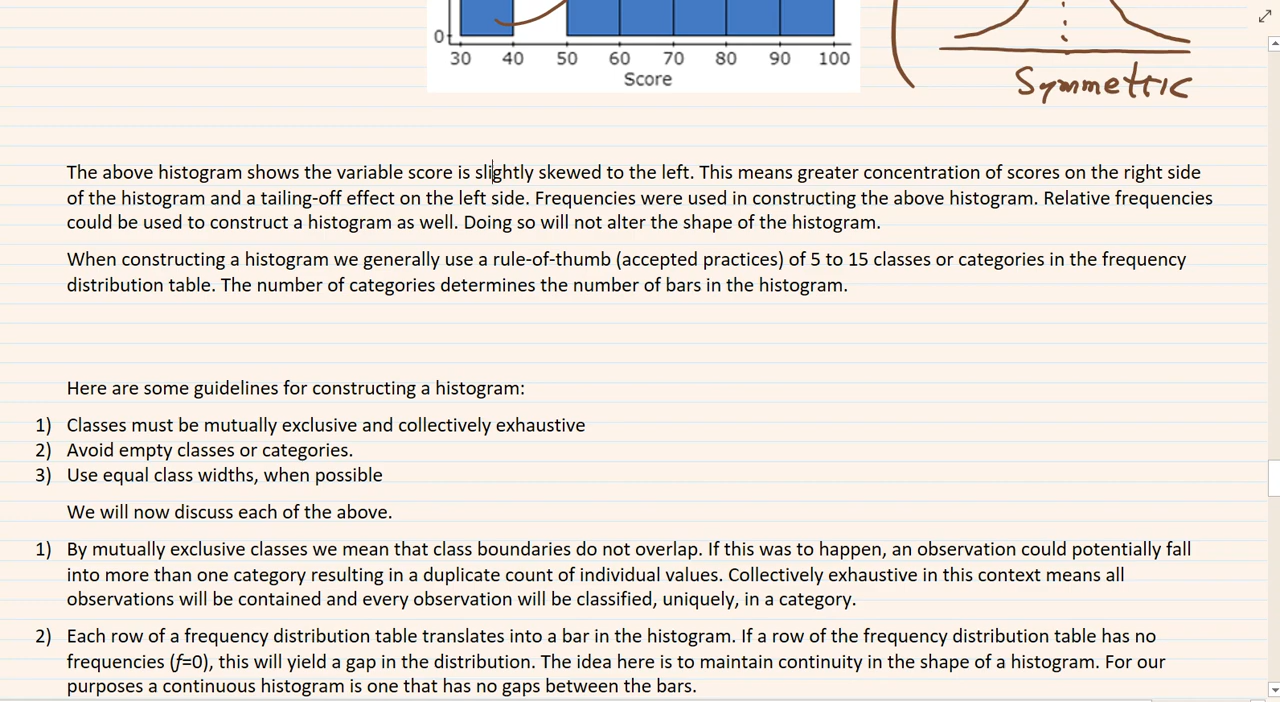 0
30 40 50 60 70 80 90 100
Score
Symmettic
The above histogram shows the variable score is slightly skewed to the left. This means greater concentration of scores on the right side
of the histogram and a tailing-off effect on the left side. Frequencies were used in constructing the above histogram. Relative frequencies
could be used to construct a histogram as well. Doing so will not alter the shape of the histogram.
When constructing a histogram we generally use a rule-of-thumb (accepted practices) of 5 to 15 classes or categories in the frequency
distribution table. The number of categories determines the number of bars in the histogram.
Here are some guidelines for constructing a histogram:
1) Classes must be mutually exclusive and collectively exhaustive
2) Avoid empty classes or categories.
3) Use equal class widths, when possible
We will now discuss each of the above.
1) By mutually exclusive classes we mean that class boundaries do not overlap. If this was to happen, an observation could potentially fall
into more than one category resulting in a duplicate count of individual values. Collectively exhaustive in this context means all
observations will be contained and every observation will be classified, uniquely, in a category.
2) Each row of a frequency distribution table translates into a bar in the histogram. If a row of the frequency distribution table has no
frequencies (f=0), this will yield a gap in the distribution. The idea here is to maintain continuity in the shape of a histogram. For our
purposes a continuous histogram is one that has no gaps between the bars.